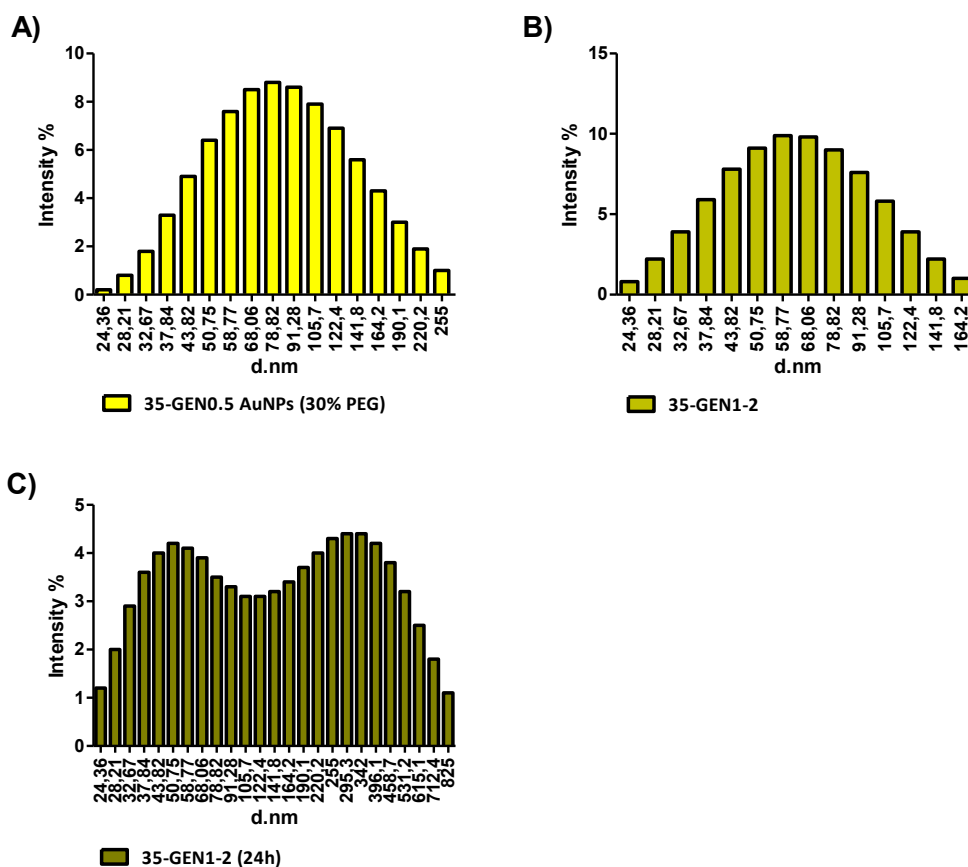 A)
Intensity %
10
8
6
4
2
0
24,36 28,21 32,67 37,84 43,82 50,75 58,77 68,06 78,82 91,28 105,7 122,4 141,8 164,2 190,1 220,2 255
d.nm
35-GEN0.5 AuNPs (30% PEG)
B)
Intensity %
15
10
5
0
24,36 28,21 32,67 37,84 43,82 50,75 58,77 68,06 78,82 91,28 105,7 122,4 141,8 164,2
d.nm
35-GEN1-2
C)
Intensity %
5
4
3
2
1
0
24,36 28,21 32,67 37,84 43,82 50,75 58,77 68,06 78,82 91,28 105,7 122,4 141,8 164,2 190,1 220,2 255 295,3 342 396,1 458,7 531,2 615,1 712,4 825
d.nm
35-GEN1-2 (24h)